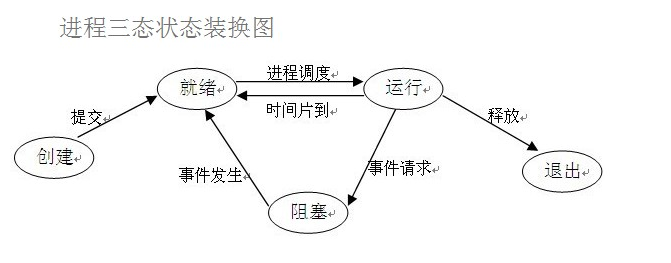 进程三态状态装换图
进程调度
就绪
运行
时间片到
提交
释放
创建
事件发生
事件请求
退出
阻塞